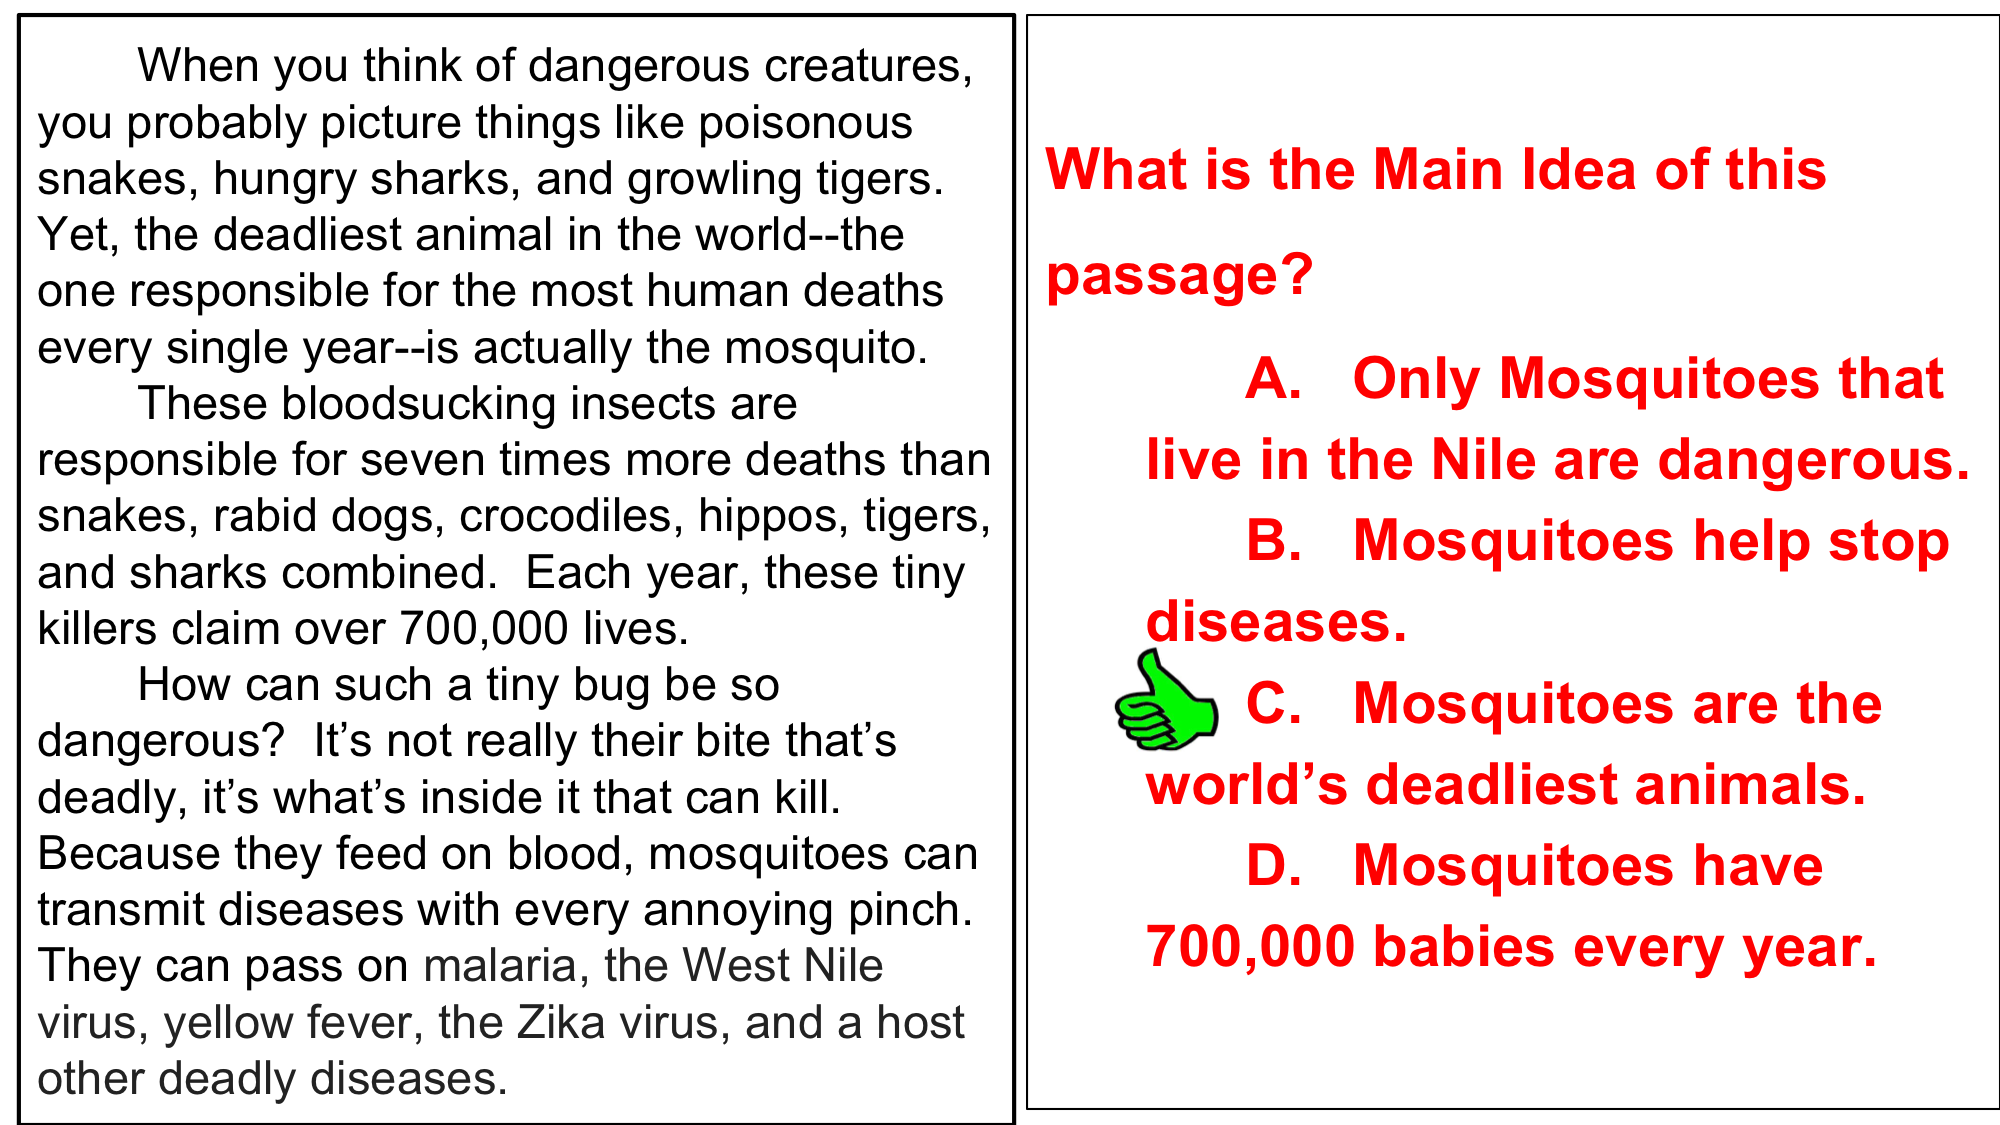 When you think of dangerous creatures,
you probably picture things like poisonous
snakes, hungry sharks, and growling tigers.
Yet, the deadliest animal in the world--the
one responsible for the most human deaths
every single year--is actually the mosquito.
These bloodsucking insects are
responsible for seven times more deaths than
snakes, rabid dogs, crocodiles, hippos, tigers,
and sharks combined.  Each year, these tiny
killers claim over 700,000 lives.
How can such a tiny bug be so
dangerous?  It’s not really their bite that’s
deadly, it’s what’s inside it that can kill.
Because they feed on blood, mosquitoes can
transmit diseases with every annoying pinch.
They can pass on malaria, the West Nile
virus, yellow fever, the Zika virus, and a host
other deadly diseases.
What is the Main Idea of this
passage?
A.   Only Mosquitoes that
live in the Nile are dangerous.
B.   Mosquitoes help stop
diseases.
C.   Mosquitoes are the
world’s deadliest animals.
D.   Mosquitoes have
700,000 babies every year.